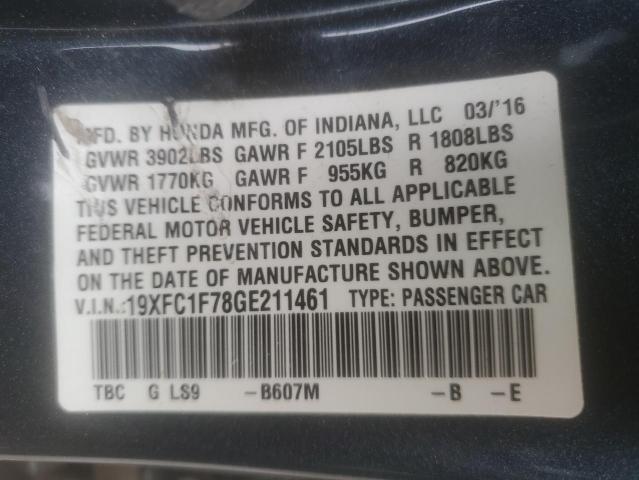 MFD. BY HONDA MFG. OF INDIANA, LLC 03/'16
GVWR 3902LBS GAWR F 2105LBS R 1808LBS
GVWR 1770KG GAWR F 955KG R 820KG
THIS VEHICLE CONFORMS TO ALL APPLICABLE
FEDERAL MOTOR VEHICLE SAFETY, BUMPER,
AND THEFT PREVENTION STANDARDS IN EFFECT
ON THE DATE OF MANUFACTURE SHOWN ABOVE.
V.I.N.:19XFC1F78GE211461 TYPE: PASSENGER CAR
TBC G LS9 -B607M -B -E